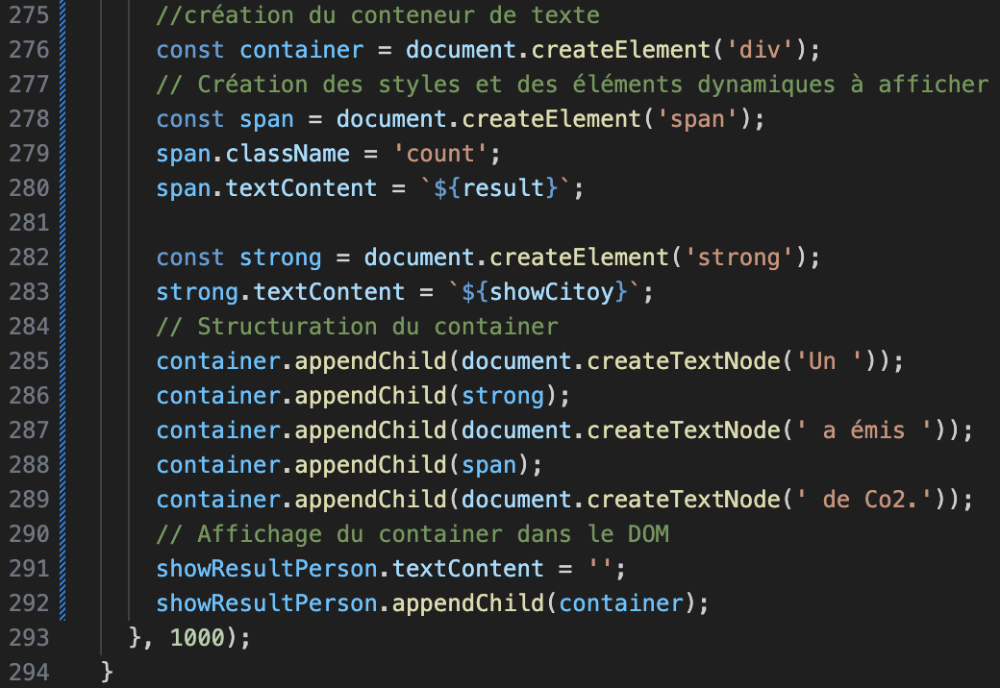 275 //création du conteneur de texte
276 const container = document.createElement('div');
277 // Création des styles et des éléments dynamiques à afficher
278 const span = document.createElement('span');
279 span.className = 'count';
280 span.textContent = `${result}`;
281
282 const strong = document.createElement('strong');
283 strong.textContent = `${showCitoy}`;
284 // Structuration du container
285 container.appendChild(document.createTextNode('Un '));
286 container.appendChild(strong);
287 container.appendChild(document.createTextNode(' a émis '));
288 container.appendChild(span);
289 container.appendChild(document.createTextNode(' de Co2.'));
290 // Affichage du container dans le DOM
291 showResultPerson.textContent = '';
292 showResultPerson.appendChild(container);
293 }, 1000);
294 }